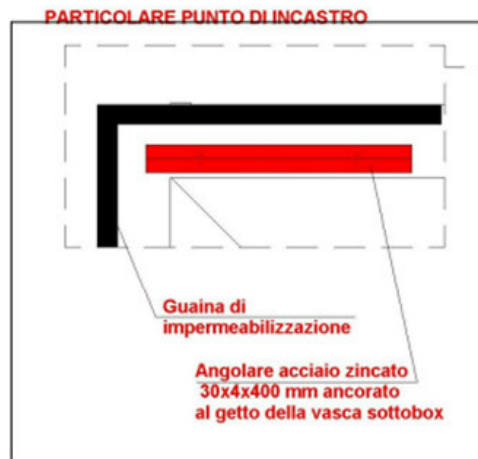 PARTICOLARE PUNTO DI INCASTRO
Guaina di
impermeabilizzazione
Angolare acciaio zincato
30x4x400 mm ancorato
al getto della vasca sottobox